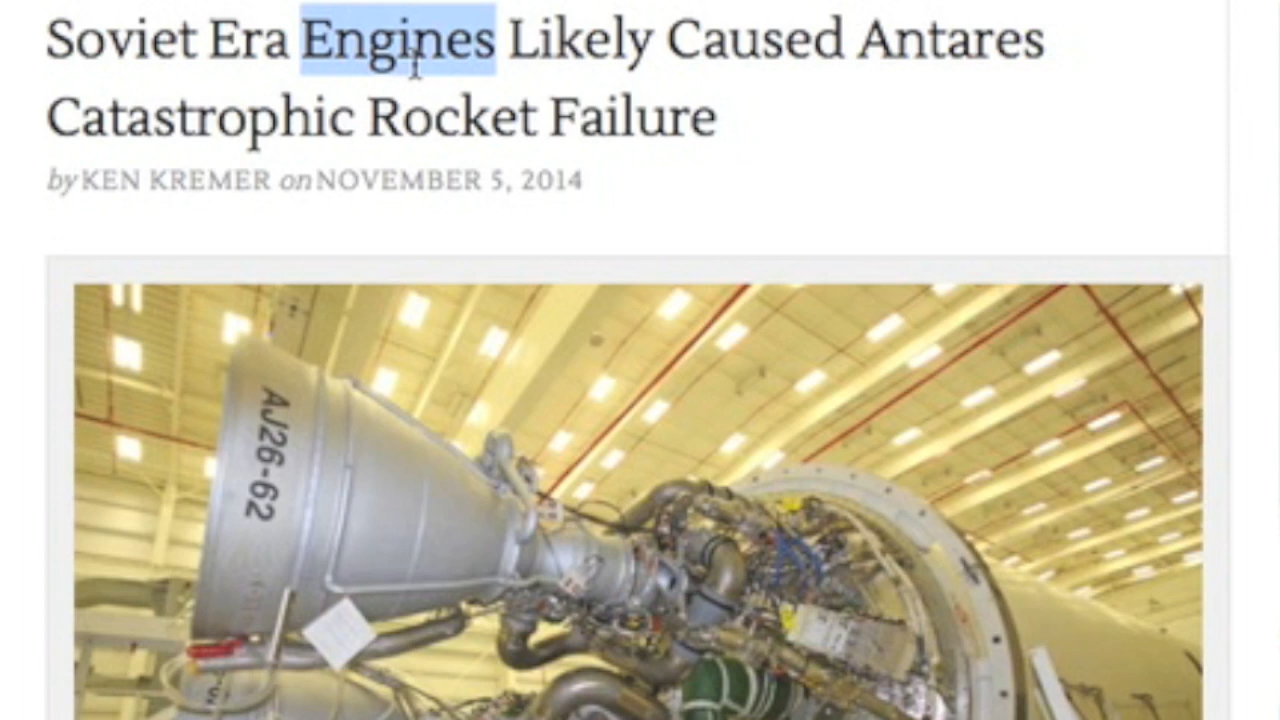 Soviet Era Engines Likely Caused Antares
Catastrophic Rocket Failure
by KEN KREMER on NOVEMBER 5, 2014
AJ26-62